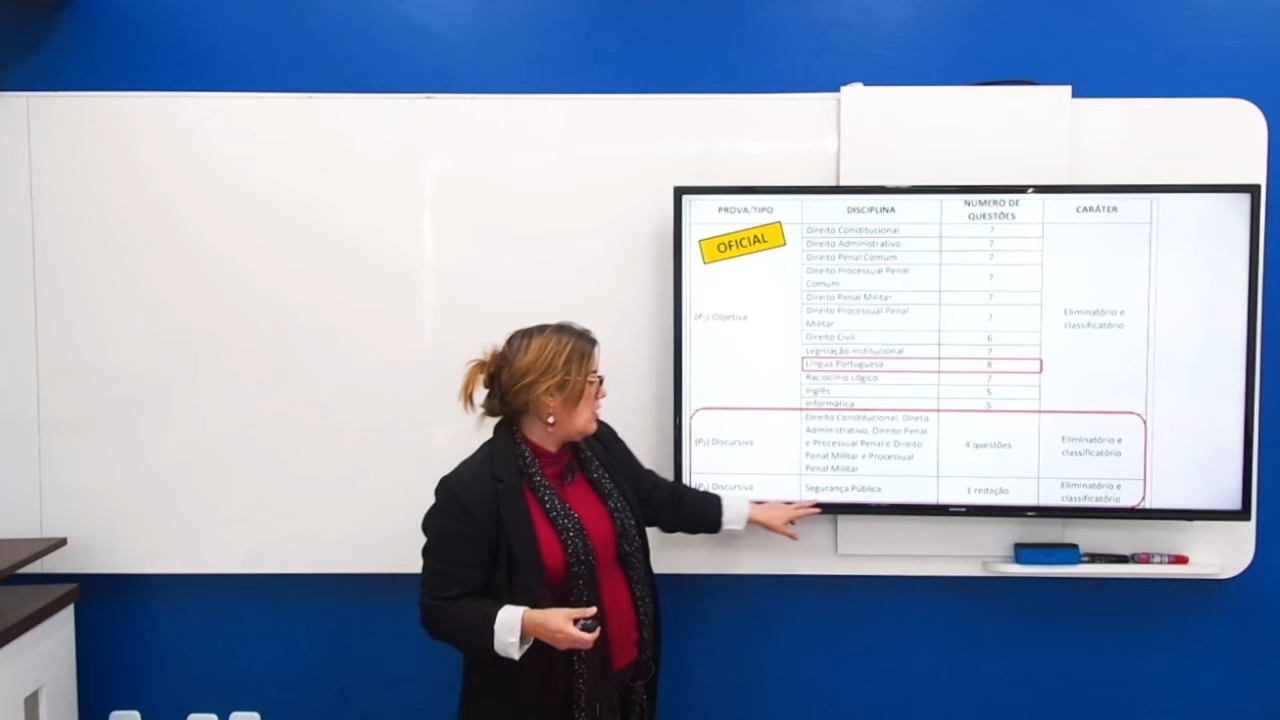 PROVA/TIPO DISCIPLINA NÚMERO DE QUESTÕES CARÁTER
OFICIAL
(P₁) Objetiva
Direito Constitucional 7
Direito Administrativo 7
Direito Penal Comum 7
Direito Processual Penal
Comum 7
Direito Penal Militar 7
Direito Processual Penal
Militar 7
Direito Civil 6
Legislação Institucional 7
Língua Portuguesa 8
Raciocínio Lógico 7
Inglês 5
Informática 5
Eliminatório e
classificatório
(P₂) Discursiva
Direito Constitucional, Direto
Administrativo, Direito Penal
e Processual Penal e Direito
Penal Militar e Processual
Penal Militar
4 questões
Eliminatório e
classificatório
(P₃) Discursiva Segurança Pública 1 redação Eliminatório e
classificatório